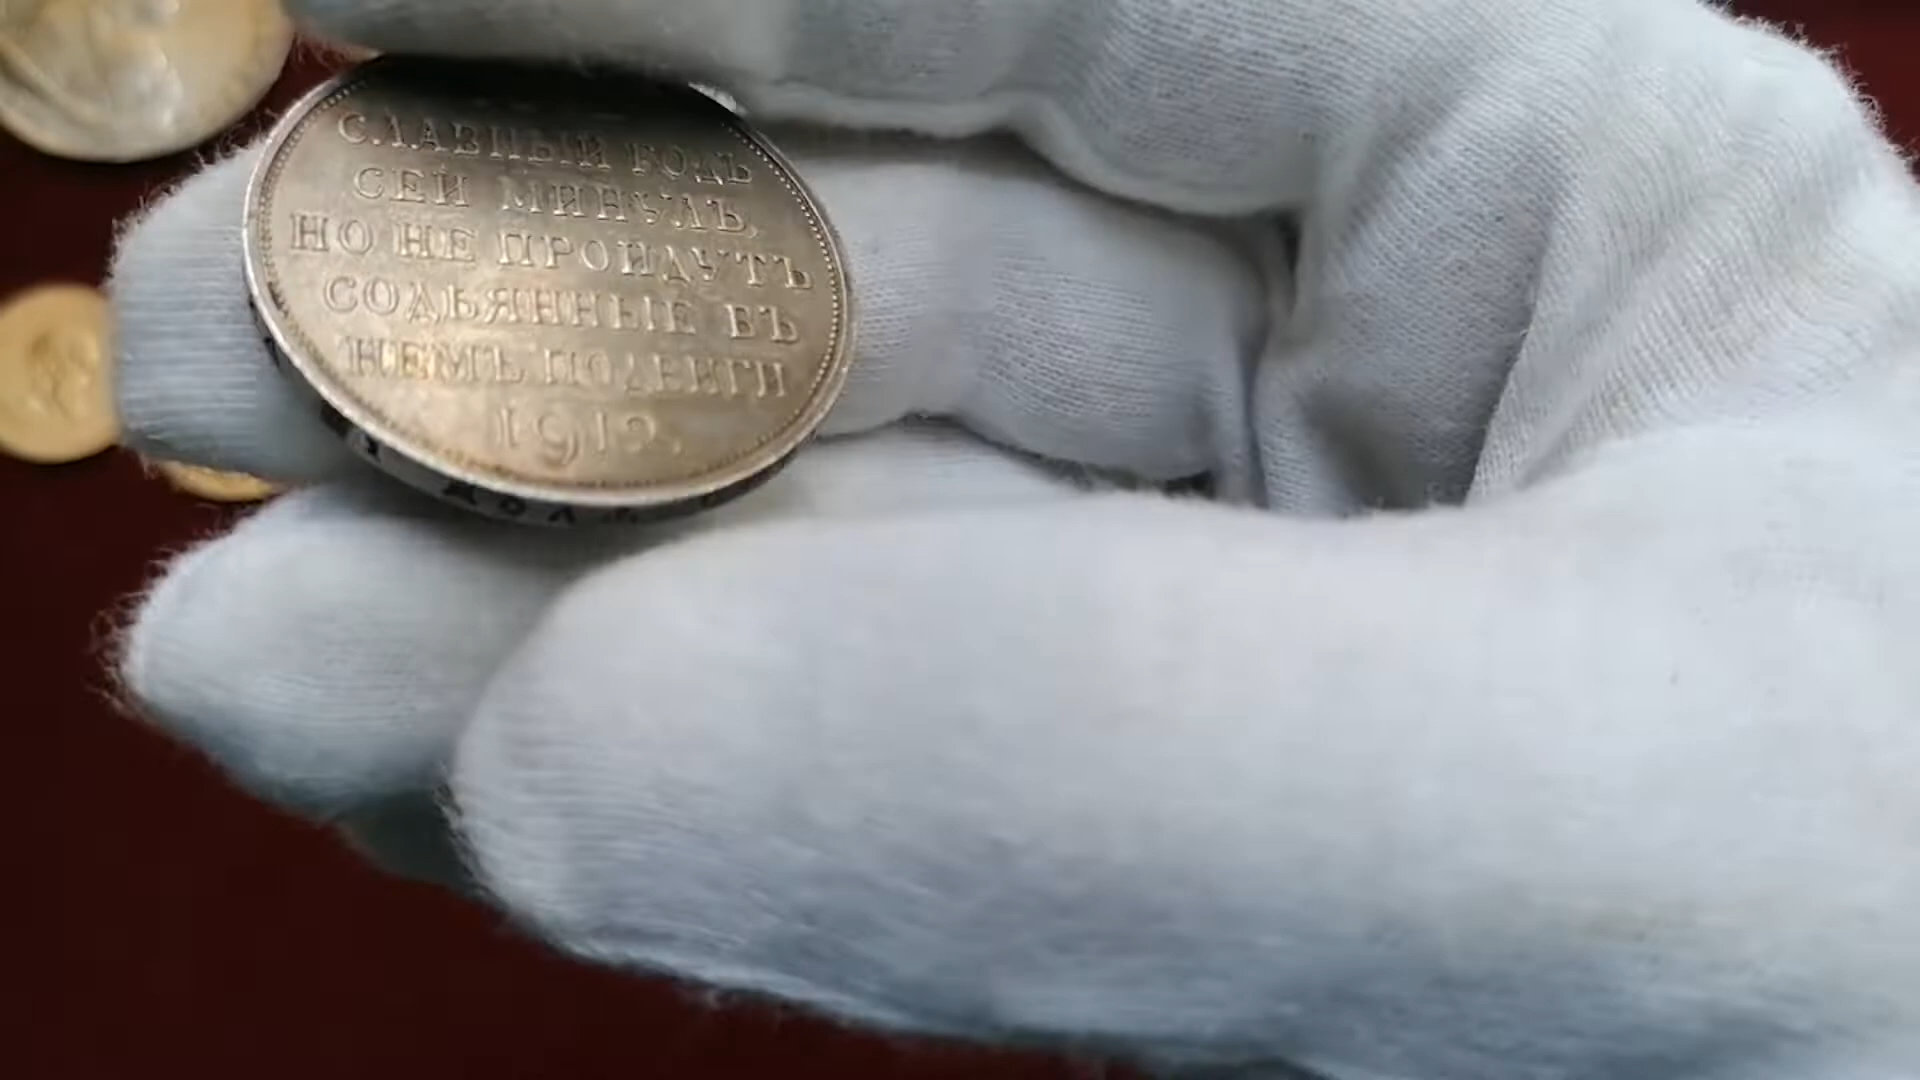 СЛАВНЫЙ ГОДЪ
СЕЙ МИНУЛЪ,
НО НЕ ПРОЙДУТЪ
СОДѢЯННЫЕ ВЪ
НЕМЪ ПОДВИГИ
1912.